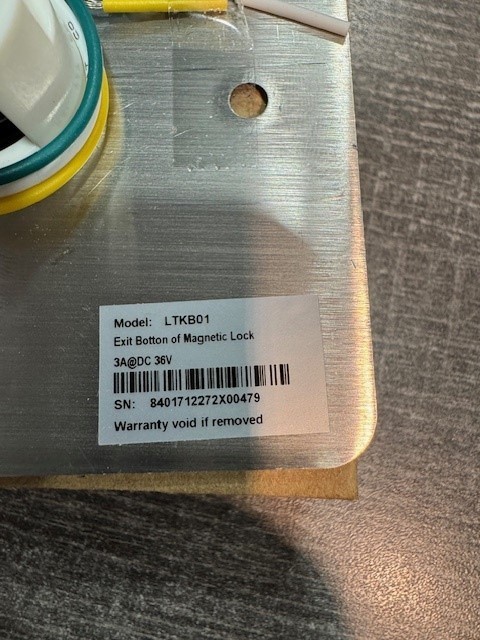 Model: LTKB01
Exit Botton of Magnetic Lock
3A@DC 36V
SN: 8401712272X00479
Warranty void if removed